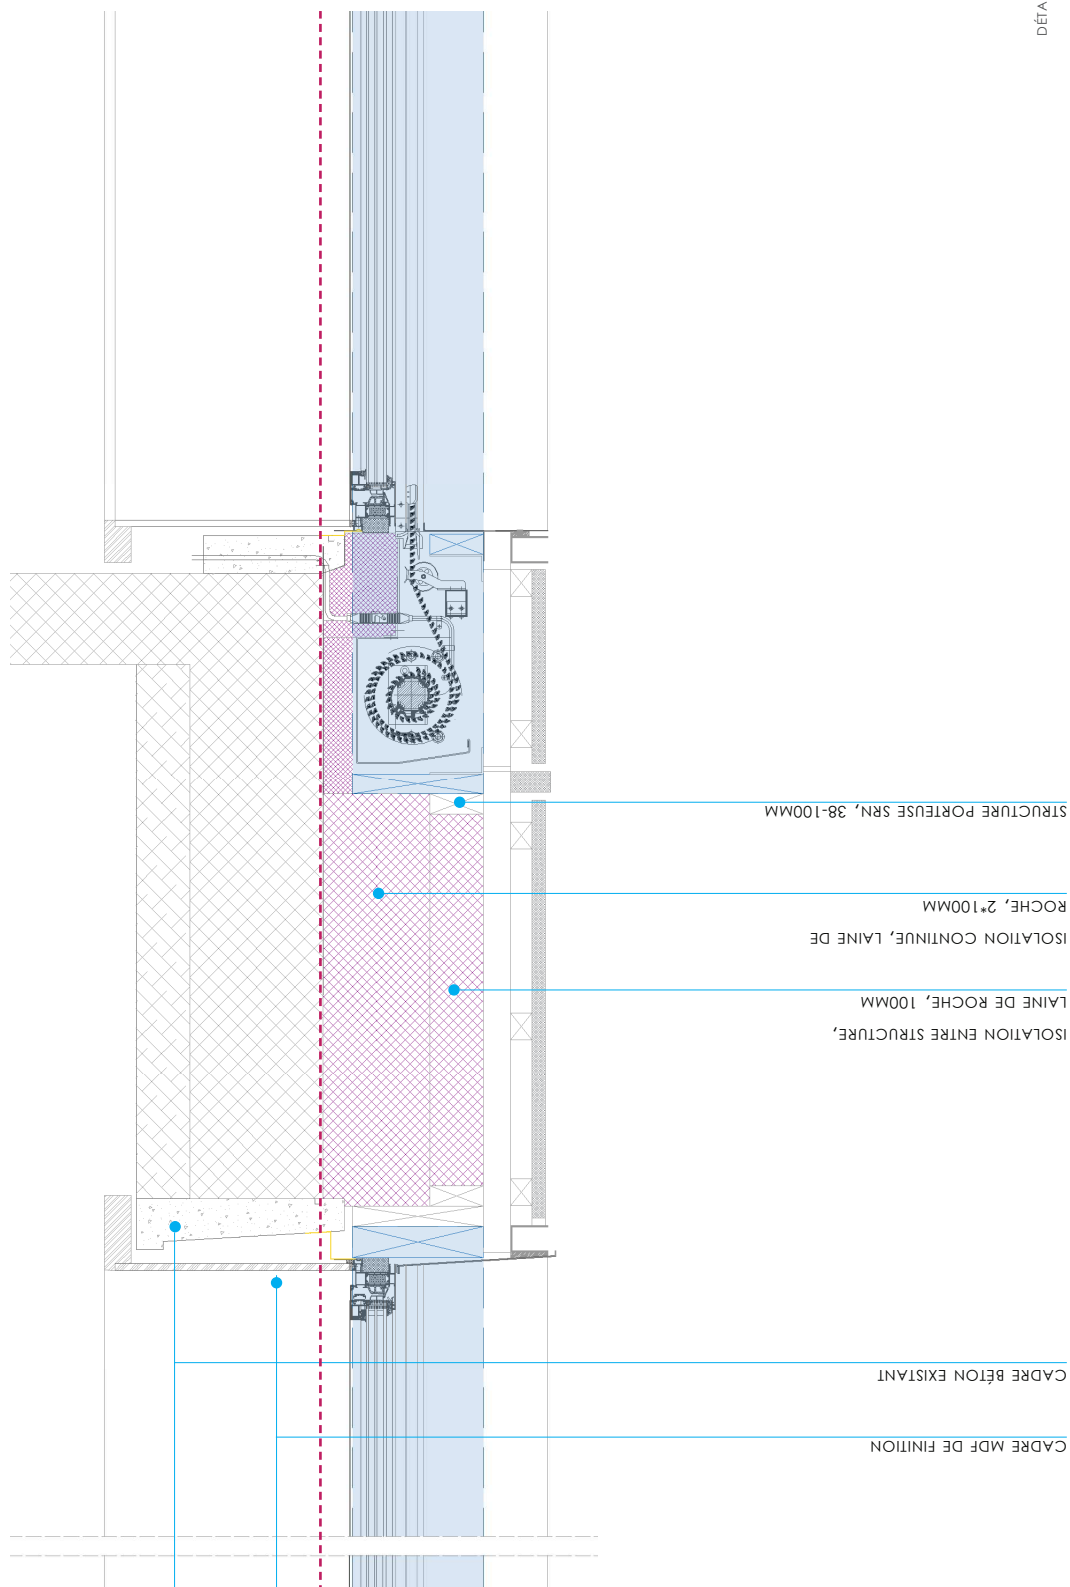 DÉTA
STRUCTURE PORTEUSE SRN, 38-100MM
ISOLATION CONTINUE, LAINE DE
ROCHE, 2*100MM
ISOLATION ENTRE STRUCTURE,
LAINE DE ROCHE, 100MM
CADRE BÉTON EXISTANT
CADRE MDF DE FINITION